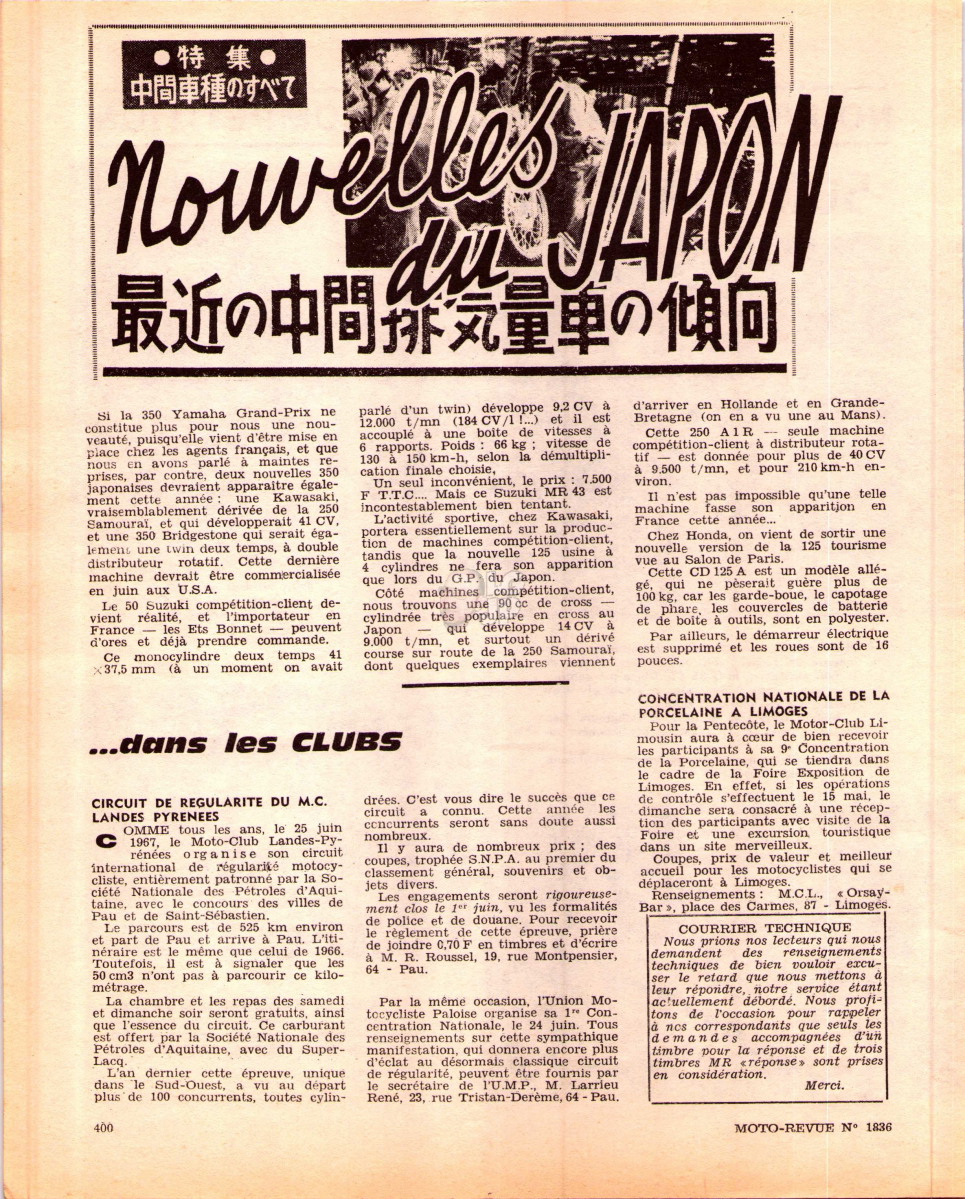 ●特集●
中間車種のすべて
Nouvelles
du JAPON
最近の中間排気量車の傾向
Si la 350 Yamaha Grand-Prix ne
constitue plus pour nous une nou-
veauté, puisqu'elle vient d'être mise en
place chez les agents français, et que
nous en avons parlé à maintes re-
prises, par contre, deux nouvelles 350
japonaises devraient apparaître égale-
ment cette année : une Kawasaki,
vraisemblablement dérivée de la 250
Samouraï, et qui développerait 41 CV,
et une 350 Bridgestone qui serait éga-
lement une twin deux temps, à double
distributeur rotatif. Cette dernière
machine devrait être commercialisée
en juin aux U.S.A.
Le 50 Suzuki compétition-client de-
vient réalité, et l'importateur en
France — les Ets Bonnet — peuvent
d'ores et déjà prendre commande.
Ce monocylindre deux temps 41
×37,5 mm (à un moment on avait
parlé d'un twin) développe 9,2 CV à
12.000 t/mn (184 CV/l !...) et il est
accouplé à une boîte de vitesses à
6 rapports. Poids : 66 kg ; vitesse de
130 à 150 km-h, selon la démultipli-
cation finale choisie,
Un seul inconvénient, le prix : 7.500
F T.T.C.... Mais ce Suzuki MR 43 est
incontestablement bien tentant.
L'activité sportive, chez Kawasaki,
portera essentiellement sur la produc-
tion de machines compétition-client,
tandis que la nouvelle 125 usine à
4 cylindres ne fera son apparition
que lors du G.P. du Japon.
Côté machines compétition-client,
nous trouvons une 90 cc de cross —
cylindrée très populaire en cross au
Japon — qui développe 14 CV à
9.000 t/mn, et surtout un dérivé
course sur route de la 250 Samouraï,
dont quelques exemplaires viennent
d'arriver en Hollande et en Grande-
Bretagne (on en a vu une au Mans).
Cette 250 A1R — seule machine
compétition-client à distributeur rota-
tif — est donnée pour plus de 40 CV
à 9.500 t/mn, et pour 210 km-h en-
viron.
Il n'est pas impossible qu'une telle
machine fasse son apparition en
France cette année...
Chez Honda, on vient de sortir une
nouvelle version de la 125 tourisme
vue au Salon de Paris.
Cette CD 125 A est un modèle allé-
gé, qui ne pèserait guère plus de
100 kg, car les garde-boue, le capotage
de phare, les couvercles de batterie
et de boîte à outils, sont en polyester.
Par ailleurs, le démarreur électrique
est supprimé et les roues sont de 16
pouces.
...dans les CLUBS
CIRCUIT DE REGULARITE DU M.C.
LANDES PYRENEES
COMME tous les ans, le 25 juin
1967, le Moto-Club Landes-Py-
rénées organise son circuit
international de régularité motocy-
cliste, entièrement patronné par la So-
ciété Nationale des Pétroles d'Aqui-
taine, avec le concours des villes de
Pau et de Saint-Sébastien.
Le parcours est de 525 km environ
et part de Pau et arrive à Pau. L'iti-
néraire est le même que celui de 1966.
Toutefois, il est à signaler que les
50 cm3 n'ont pas à parcourir ce kilo-
métrage.
La chambre et les repas des samedi
et dimanche soir seront gratuits, ainsi
que l'essence du circuit. Ce carburant
est offert par la Société Nationale des
Pétroles d'Aquitaine, avec du Super-
Lacq.
L'an dernier cette épreuve, unique
dans le Sud-Ouest, a vu au départ
plus de 100 concurrents, toutes cylin-
drées. C'est vous dire le succès que ce
circuit a connu. Cette année les
concurrents seront sans doute aussi
nombreux.
Il y aura de nombreux prix ; des
coupes, trophée S.N.P.A. au premier du
classement général, souvenirs et ob-
jets divers.
Les engagements seront rigoureuse-
ment clos le 1er juin, vu les formalités
de police et de douane. Pour recevoir
le règlement de cette épreuve, prière
de joindre 0,70 F en timbres et d'écrire
à M. R. Roussel, 19, rue Montpensier,
64 - Pau.
Par la même occasion, l'Union Mo-
tocycliste Paloise organise sa 1re Con-
centration Nationale, le 24 juin. Tous
renseignements sur cette sympathique
manifestation, qui donnera encore plus
d'éclat au désormais classique circuit
de régularité, peuvent être fournis par
le secrétaire de l'U.M.P., M. Larrieu
René, 23, rue Tristan-Derême, 64 - Pau.
CONCENTRATION NATIONALE DE LA
PORCELAINE A LIMOGES
Pour la Pentecôte, le Motor-Club Li-
mousin aura à cœur de bien recevoir
les participants à sa 9e Concentration
de la Porcelaine, qui se tiendra dans
le cadre de la Foire Exposition de
Limoges. En effet, si les opérations
de contrôle s'effectuent le 15 mai, le
dimanche sera consacré à une récep-
tion des participants avec visite de la
Foire et une excursion touristique
dans un site merveilleux.
Coupes, prix de valeur et meilleur
accueil pour les motocyclistes qui se
déplaceront à Limoges.
Renseignements : M.C.L., « Orsay-
Bar », place des Carmes, 87 - Limoges.
COURRIER TECHNIQUE
Nous prions nos lecteurs qui nous
demandent des renseignements
techniques de bien vouloir excu-
ser le retard que nous mettons à
leur répondre, notre service étant
actuellement débordé. Nous profi-
tons de l'occasion pour rappeler
à nos correspondants que seuls les
demandes accompagnées d'un
timbre pour la réponse et de trois
timbres MR « réponse » sont prises
en considération.
Merci.
400
MOTO-REVUE N° 1836